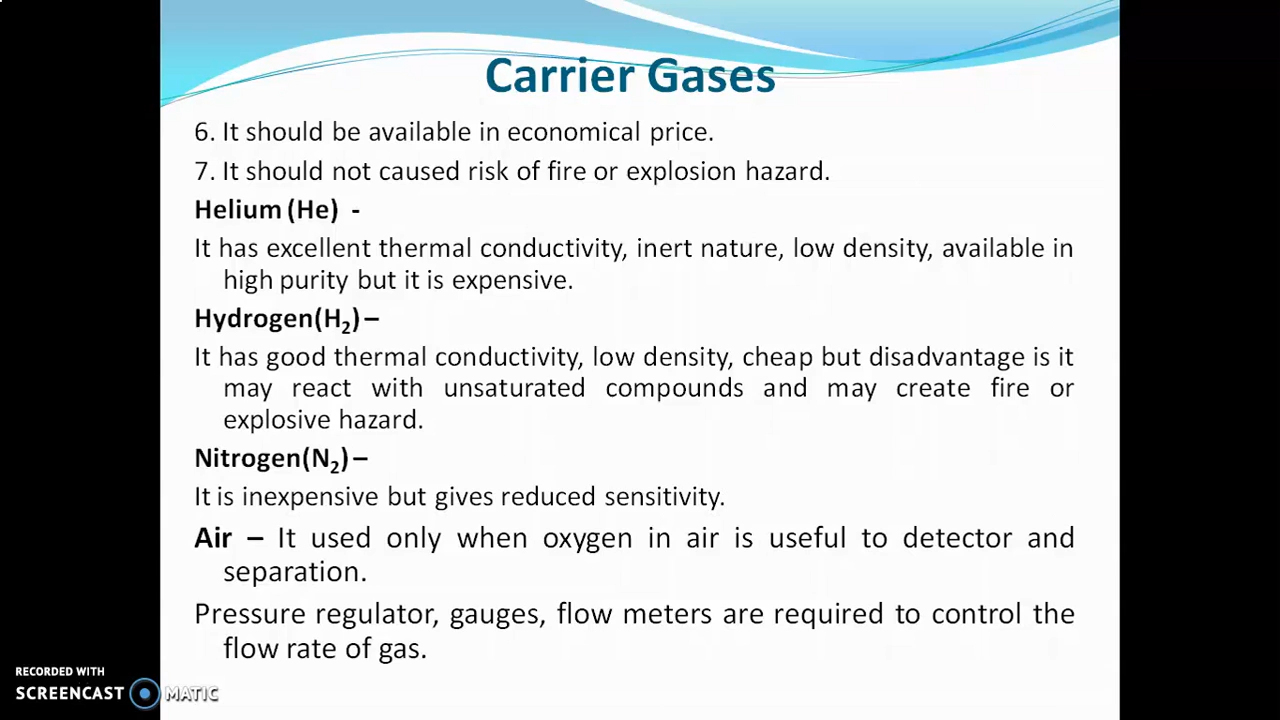 Carrier Gases
6. It should be available in economical price.
7. It should not caused risk of fire or explosion hazard.
Helium (He) -
It has excellent thermal conductivity, inert nature, low density, available in
high purity but it is expensive.
Hydrogen(H₂) –
It has good thermal conductivity, low density, cheap but disadvantage is it
may react with unsaturated compounds and may create fire or
explosive hazard.
Nitrogen(N₂) –
It is inexpensive but gives reduced sensitivity.
Air – It used only when oxygen in air is useful to detector and
separation.
Pressure regulator, gauges, flow meters are required to control the
flow rate of gas.
RECORDED WITH
SCREENCAST MATIC